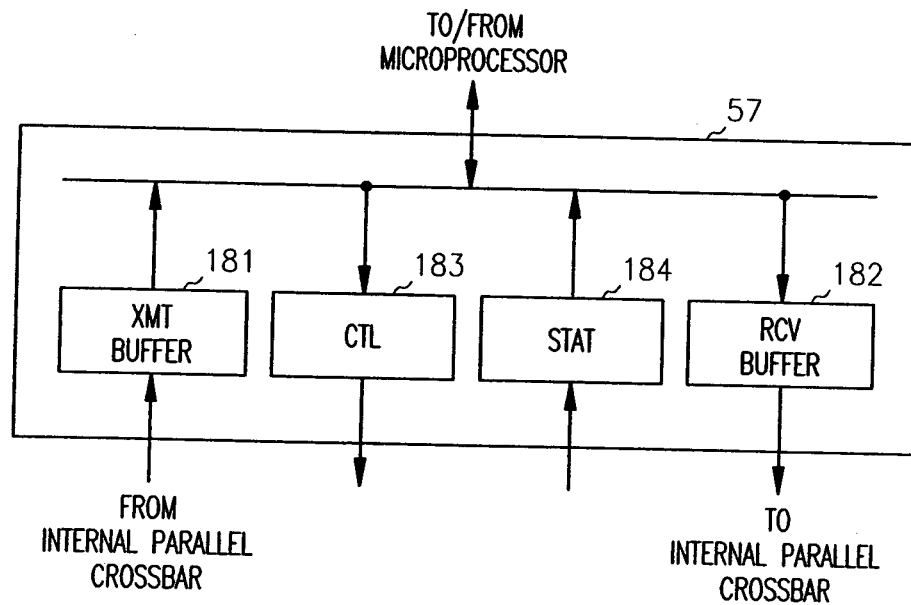 TO/FROM
MICROPROCESSOR
57
181
183
184
182
XMT
BUFFER
CTL
STAT
RCV
BUFFER
FROM
INTERNAL PARALLEL
CROSSBAR
TO
INTERNAL PARALLEL
CROSSBAR